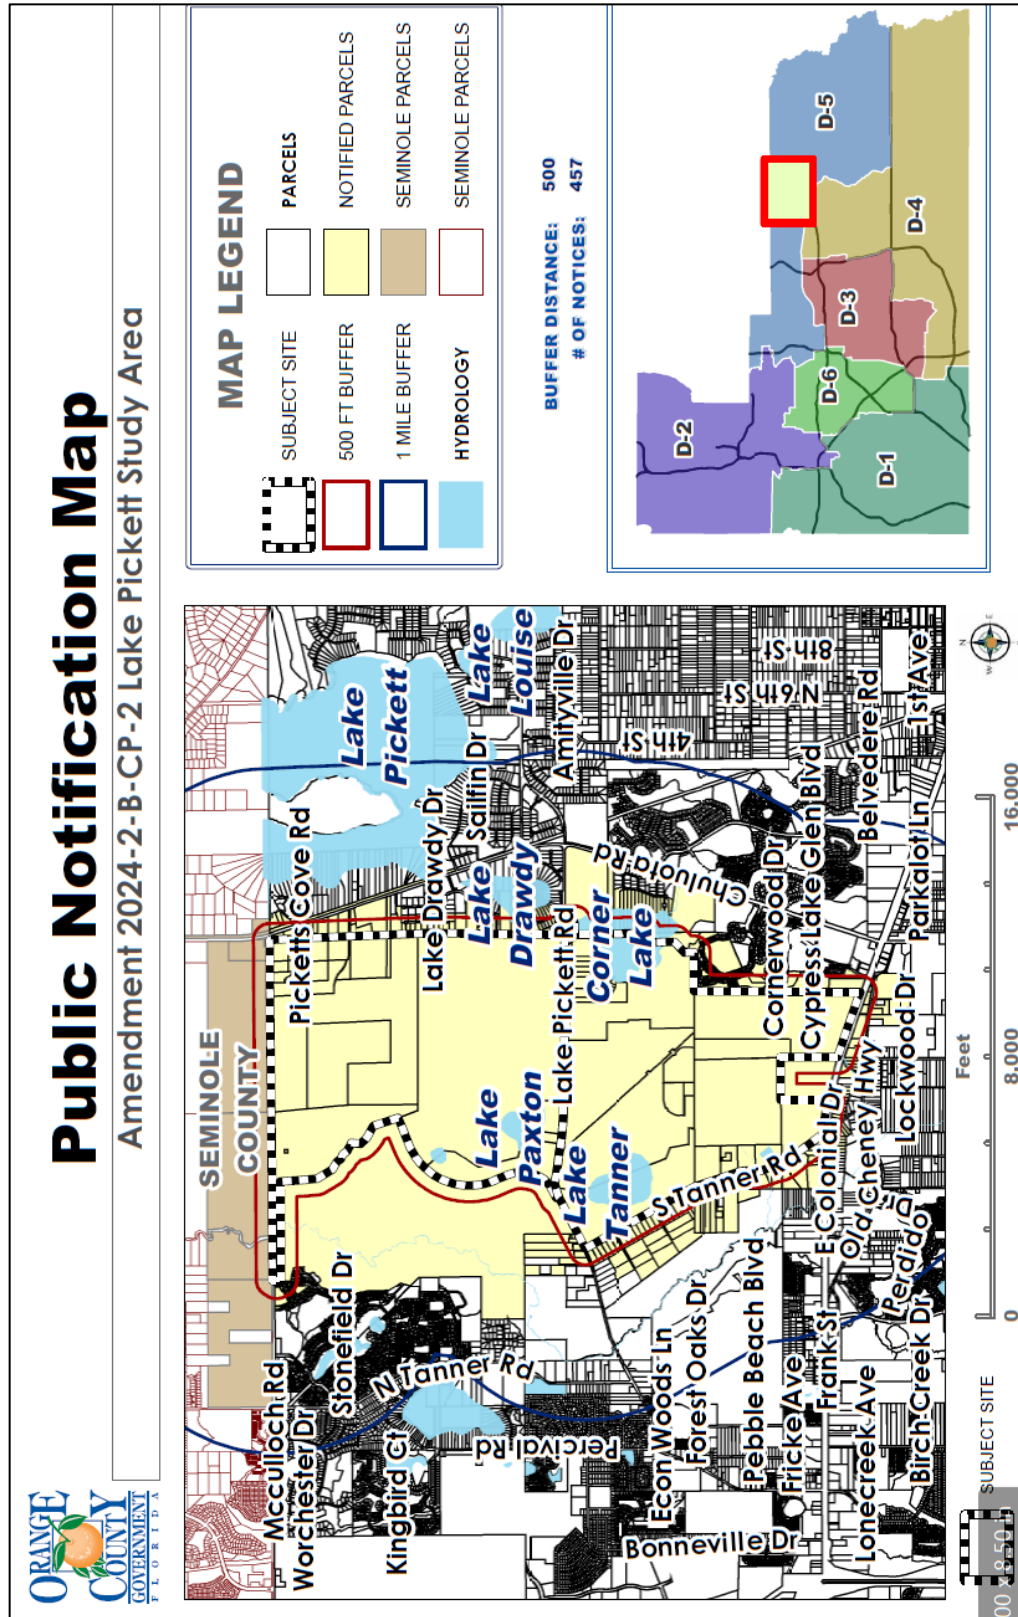 ORANGE
COUNTY
GOVERNMENT
FLORIDA
Public Notification Map
Amendment 2024-2-B-CP-2 Lake Pickett Study Area
SEMINOLE
COUNTY
Mcculloch Rd
Worchester Dr
Stonefield Dr
Kingbird Ct
N Tanner Rd
Percival Rd
Picketts Cove Rd
Lake
Pickett
Lake Drawdy Dr
Sailfin Dr
Lake
Louise
Lake
Drawdy
Lake
Paxton
Lake Pickett Rd
Amityville Dr
Lake
Tanner
Corner
Lake
Chuluota Rd
4th St
N 6th St
8th St
S Tanner Rd
Econ Woods Ln
Forest Oaks Dr
Pebble Beach Blvd
Bonneville Dr
Fricke Ave
Frank St
Lonecreek Ave
Birch Creek Dr
Perdido Dr
E Colonial Dr
Old Cheney Hwy
Lockwood Dr
Cornerwood Dr
Cypress Lake Glen Blvd
Belvedere Rd
Parkalot Ln
1st Ave
MAP LEGEND
SUBJECT SITE
PARCELS
500 FT BUFFER
NOTIFIED PARCELS
1 MILE BUFFER
SEMINOLE PARCELS
HYDROLOGY
SEMINOLE PARCELS
BUFFER DISTANCE: 500
# OF NOTICES: 457
D-2
D-5
D-6
D-3
D-4
D-1
SUBJECT SITE
Feet
0 8,000 16,000
N
W E